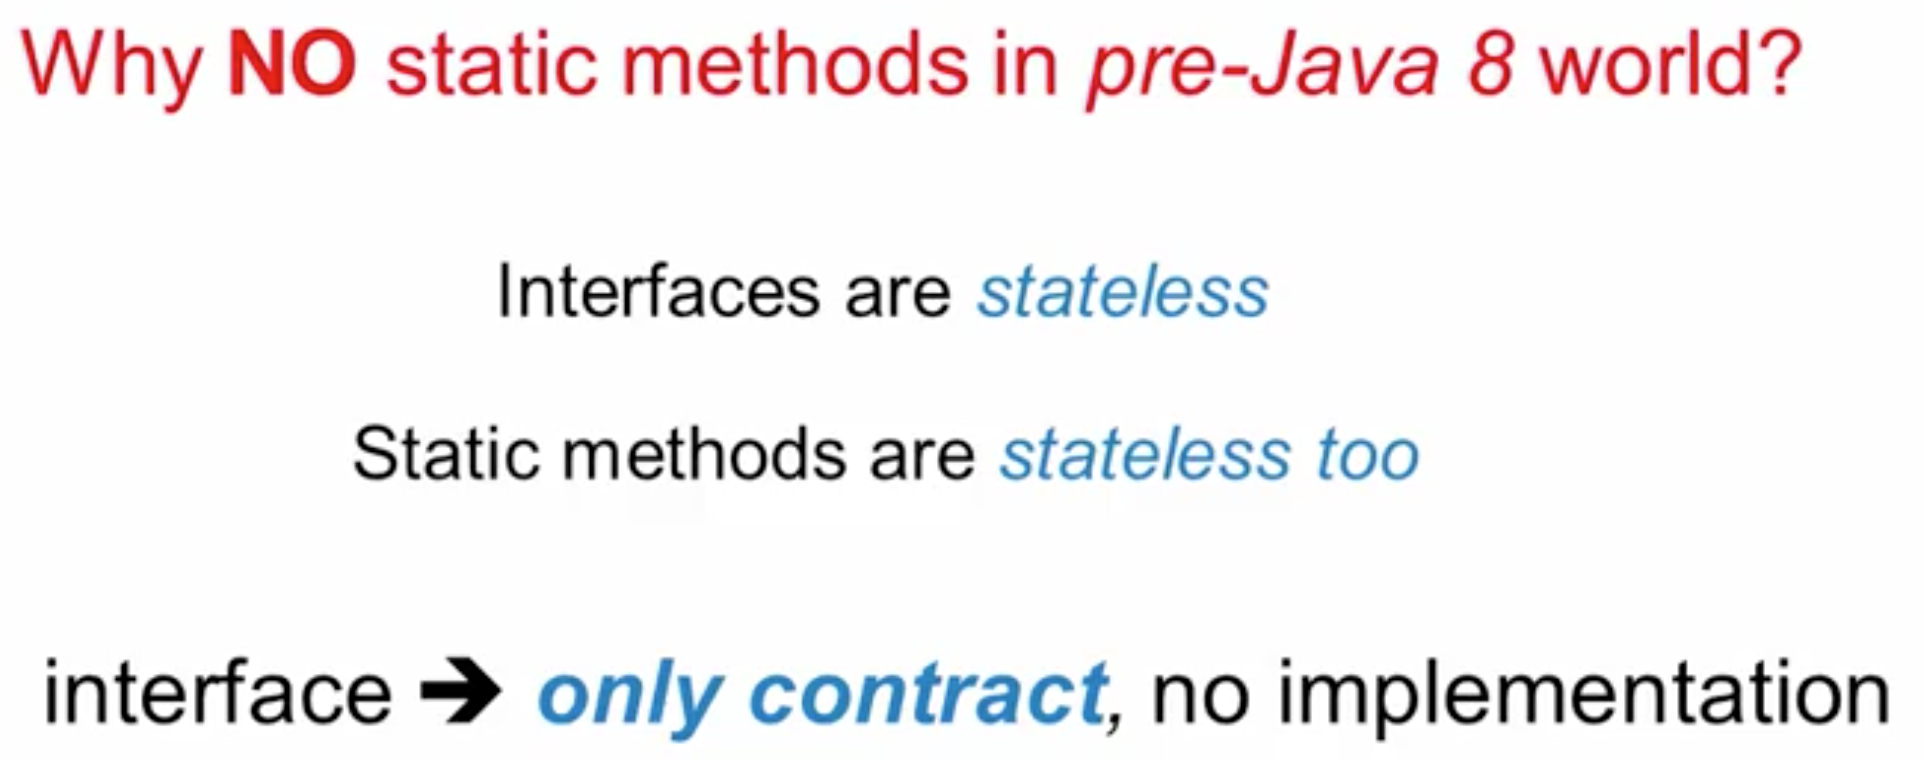 Why NO static methods in pre-Java 8 world?
Interfaces are stateless
Static methods are stateless too
interface ➔ only contract, no implementation